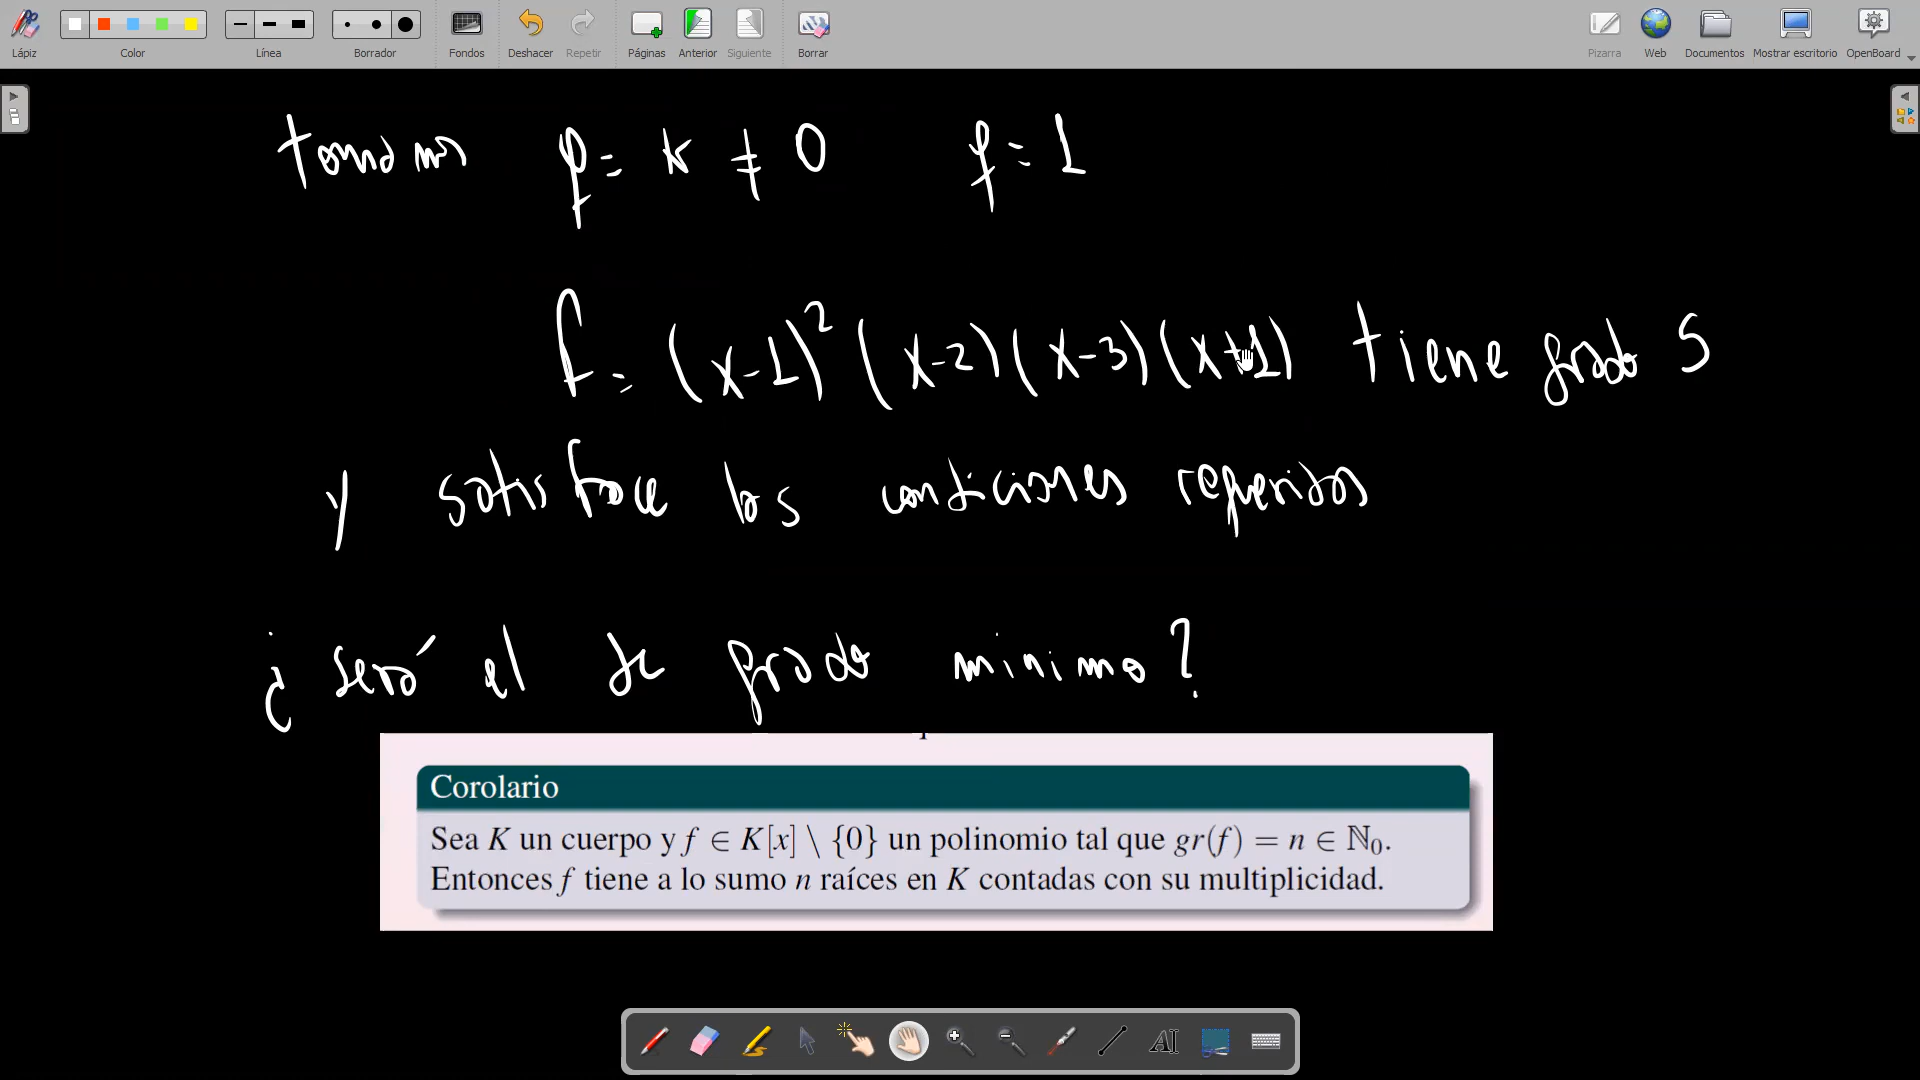 Lápiz Color Línea Borrador Fondos Deshacer Repetir Páginas Anterior Siguiente Borrar Pizarra Web Documentos Mostrar escritorio OpenBoard
tomamos q = k ≠ 0 q = 1
f = (x-1)² (x-2) (x-3) (x+1) tiene grado 5
y satisface las condiciones requeridas
¿ será el de grado minimo?
Corolario
Sea K un cuerpo y f ∈ K[x] \ {0} un polinomio tal que gr(f) = n ∈ ℕ₀.
Entonces f tiene a lo sumo n raíces en K contadas con su multiplicidad.